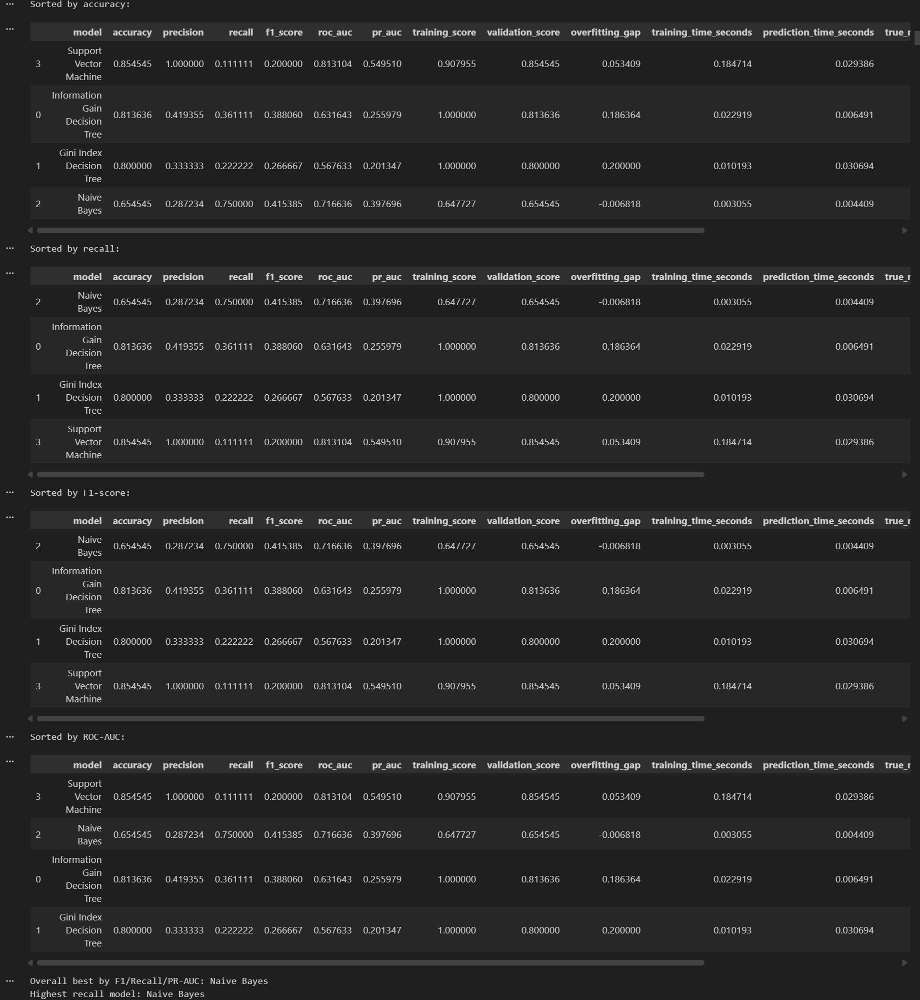 Sorted by accuracy:
model accuracy precision recall f1_score roc_auc pr_auc training_score validation_score overfitting_gap training_time_seconds prediction_time_seconds
3 Support Vector Machine 0.854545 1.000000 0.111111 0.200000 0.813104 0.549510 0.907955 0.854545 0.053409 0.184714 0.029386
0 Information Gain Decision Tree 0.813636 0.419355 0.361111 0.388060 0.631643 0.255979 1.000000 0.813636 0.186364 0.022919 0.006491
1 Gini Index Decision Tree 0.800000 0.333333 0.222222 0.266667 0.567633 0.201347 1.000000 0.800000 0.200000 0.010193 0.030694
2 Naive Bayes 0.654545 0.287234 0.750000 0.415385 0.716636 0.397696 0.647727 0.654545 -0.006818 0.003055 0.004409
Sorted by recall:
model accuracy precision recall f1_score roc_auc pr_auc training_score validation_score overfitting_gap training_time_seconds prediction_time_seconds
2 Naive Bayes 0.654545 0.287234 0.750000 0.415385 0.716636 0.397696 0.647727 0.654545 -0.006818 0.003055 0.004409
0 Information Gain Decision Tree 0.813636 0.419355 0.361111 0.388060 0.631643 0.255979 1.000000 0.813636 0.186364 0.022919 0.006491
1 Gini Index Decision Tree 0.800000 0.333333 0.222222 0.266667 0.567633 0.201347 1.000000 0.800000 0.200000 0.010193 0.030694
3 Support Vector Machine 0.854545 1.000000 0.111111 0.200000 0.813104 0.549510 0.907955 0.854545 0.053409 0.184714 0.029386
Sorted by F1-score:
model accuracy precision recall f1_score roc_auc pr_auc training_score validation_score overfitting_gap training_time_seconds prediction_time_seconds
2 Naive Bayes 0.654545 0.287234 0.750000 0.415385 0.716636 0.397696 0.647727 0.654545 -0.006818 0.003055 0.004409
0 Information Gain Decision Tree 0.813636 0.419355 0.361111 0.388060 0.631643 0.255979 1.000000 0.813636 0.186364 0.022919 0.006491
1 Gini Index Decision Tree 0.800000 0.333333 0.222222 0.266667 0.567633 0.201347 1.000000 0.800000 0.200000 0.010193 0.030694
3 Support Vector Machine 0.854545 1.000000 0.111111 0.200000 0.813104 0.549510 0.907955 0.854545 0.053409 0.184714 0.029386
Sorted by ROC-AUC:
model accuracy precision recall f1_score roc_auc pr_auc training_score validation_score overfitting_gap training_time_seconds prediction_time_seconds
3 Support Vector Machine 0.854545 1.000000 0.111111 0.200000 0.813104 0.549510 0.907955 0.854545 0.053409 0.184714 0.029386
2 Naive Bayes 0.654545 0.287234 0.750000 0.415385 0.716636 0.397696 0.647727 0.654545 -0.006818 0.003055 0.004409
0 Information Gain Decision Tree 0.813636 0.419355 0.361111 0.388060 0.631643 0.255979 1.000000 0.813636 0.186364 0.022919 0.006491
1 Gini Index Decision Tree 0.800000 0.333333 0.222222 0.266667 0.567633 0.201347 1.000000 0.800000 0.200000 0.010193 0.030694
Overall best by F1/Recall/PR-AUC: Naive Bayes
Highest recall model: Naive Bayes